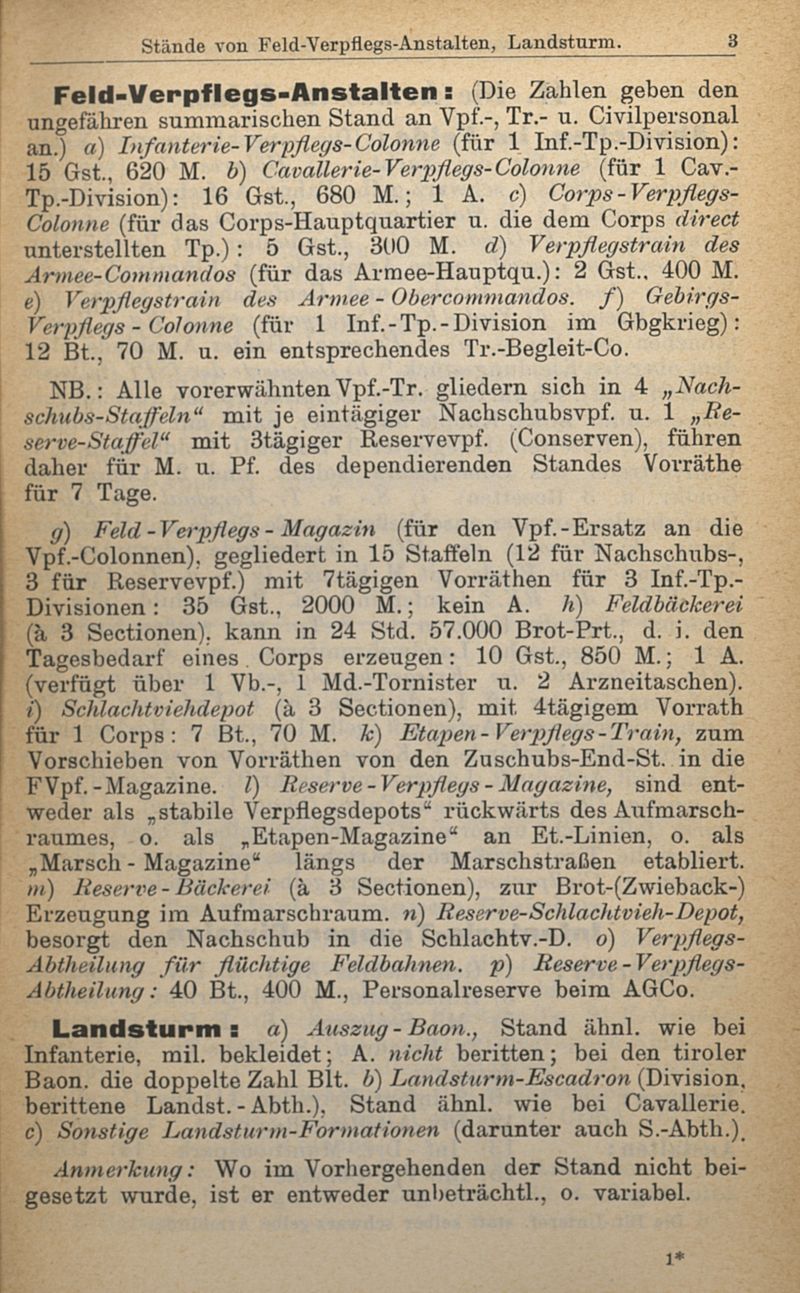 Stände von Feld-Verpflegs-Anstalten, Landsturm. 3
Feld-Verpflegs-Anstalten: (Die Zahlen geben den
ungefähren summarischen Stand an Vpf.-, Tr.- u. Civilpersonal
an.) a) Infanterie-Verpflegs-Colonne (für 1 Inf.-Tp.-Division):
15 Gst., 620 M. b) Cavallerie-Verpflegs-Colonne (für 1 Cav.-
Tp.-Division): 16 Gst., 680 M.; 1 A. c) Corps-Verpflegs-
Colonne (für das Corps-Hauptquartier u. die dem Corps direct
unterstellten Tp.): 5 Gst., 300 M. d) Verpflegstrain des
Armee-Commandos (für das Armee-Hauptqu.): 2 Gst., 400 M.
e) Verpflegstrain des Armee-Obercommandos. f) Gebirgs-
Verpflegs-Colonne (für 1 Inf.-Tp.-Division im Gbgkrieg):
12 Bt., 70 M. u. ein entsprechendes Tr.-Begleit-Co.
NB.: Alle vorerwähnten Vpf.-Tr. gliedern sich in 4 „Nach-
schubs-Staffeln“ mit je eintägiger Nachschubsvpf. u. 1 „Re-
serve-Staffel“ mit 3tägiger Reservevpf. (Conserven), führen
daher für M. u. Pf. des dependierenden Standes Vorräthe
für 7 Tage.
g) Feld-Verpflegs-Magazin (für den Vpf.-Ersatz an die
Vpf.-Colonnen), gegliedert in 15 Staffeln (12 für Nachschubs-,
3 für Reservevpf.) mit 7tägigen Vorräthen für 3 Inf.-Tp.-
Divisionen: 35 Gst., 2000 M.; kein A. h) Feldbäckerei
(à 3 Sectionen), kann in 24 Std. 57.000 Brot-Prt., d. i. den
Tagesbedarf eines Corps erzeugen: 10 Gst., 850 M.; 1 A.
(verfügt über 1 Vb.-, 1 Md.-Tornister u. 2 Arzneitaschen).
i) Schlachtviehdepot (à 3 Sectionen), mit 4tägigem Vorrath
für 1 Corps: 7 Bt., 70 M. k) Etapen-Verpflegs-Train, zum
Vorschieben von Vorräthen von den Zuschubs-End-St. in die
FVpf.-Magazine. l) Reserve-Verpflegs-Magazine, sind ent-
weder als „stabile Verpflegsdepots“ rückwärts des Aufmarsch-
raumes, o. als „Etapen-Magazine“ an Et.-Linien, o. als
„Marsch-Magazine“ längs der Marschstraßen etabliert.
m) Reserve-Bäckerei (à 3 Sectionen), zur Brot-(Zwieback-)
Erzeugung im Aufmarschraum. n) Reserve-Schlachtvieh-Depot,
besorgt den Nachschub in die Schlachtv.-D. o) Verpflegs-
Abtheilung für flüchtige Feldbahnen. p) Reserve-Verpflegs-
Abtheilung: 40 Bt., 400 M., Personalreserve beim AGCo.
Landsturm: a) Auszug-Baon., Stand ähnl. wie bei
Infanterie, mil. bekleidet; A. nicht beritten; bei den tiroler
Baon. die doppelte Zahl Blt. b) Landsturm-Escadron (Division,
berittene Landst.-Abth.), Stand ähnl. wie bei Cavallerie.
c) Sonstige Landsturm-Formationen (darunter auch S.-Abth.).
Anmerkung: Wo im Vorhergehenden der Stand nicht bei-
gesetzt wurde, ist er entweder unbeträchtl., o. variabel.
1*